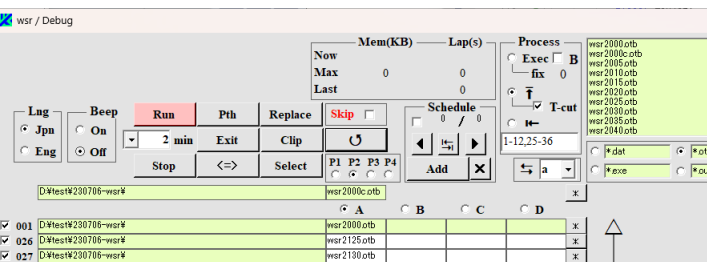 wsr / Debug
Mem(KB) Lap(s)
Now
Max 0 0
Last 0
Process
Exec B
fix 0
T
T-cut
1-12,25-36
a
wsr2000.otb
wsr2000c.otb
wsr2005.otb
wsr2010.otb
wsr2015.otb
wsr2020.otb
wsr2025.otb
wsr2030.otb
wsr2035.otb
wsr2040.otb
*.dat *.ot
*.exe *.ou
Lng
Jpn
Eng
Beep
On
Off
2 min
Run Pth Replace
Exit Clip
Stop <=> Select
Skip
P1 P2 P3 P4
Schedule
0 / 0
Add X
D:¥test¥230706-wsr¥ wsr2000c.otb *
A B C D
001 D:¥test¥230706-wsr¥ wsr2000.otb *
026 D:¥test¥230706-wsr¥ wsr2125.otb *
027 D:¥test¥230706-wsr¥ wsr2130.otb *